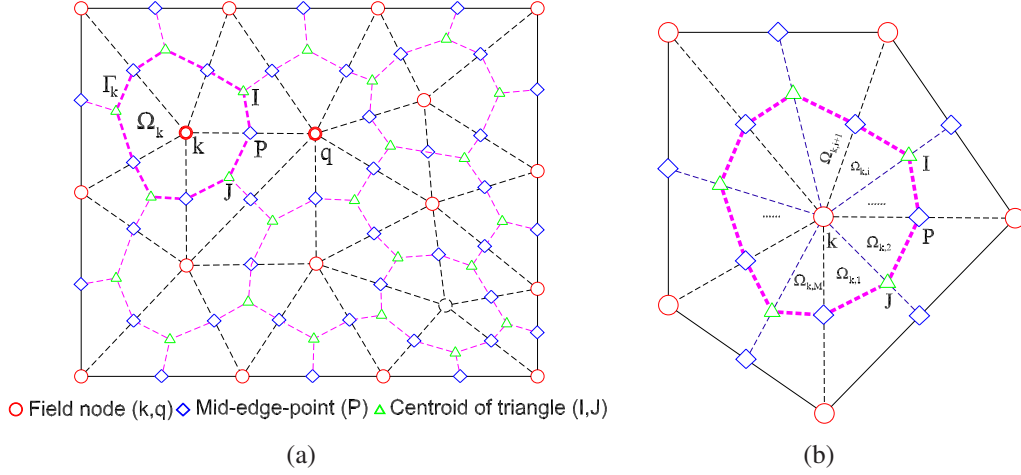 Γk
I
Ωk
k
P
q
J
Ωk,i+1
I
Ωk,i
......
......
k
P
Ωk,2
Ωk,1
Ωk,M
J
Field node (k,q) Mid-edge-point (P) Centroid of triangle (I,J)
(a) (b)